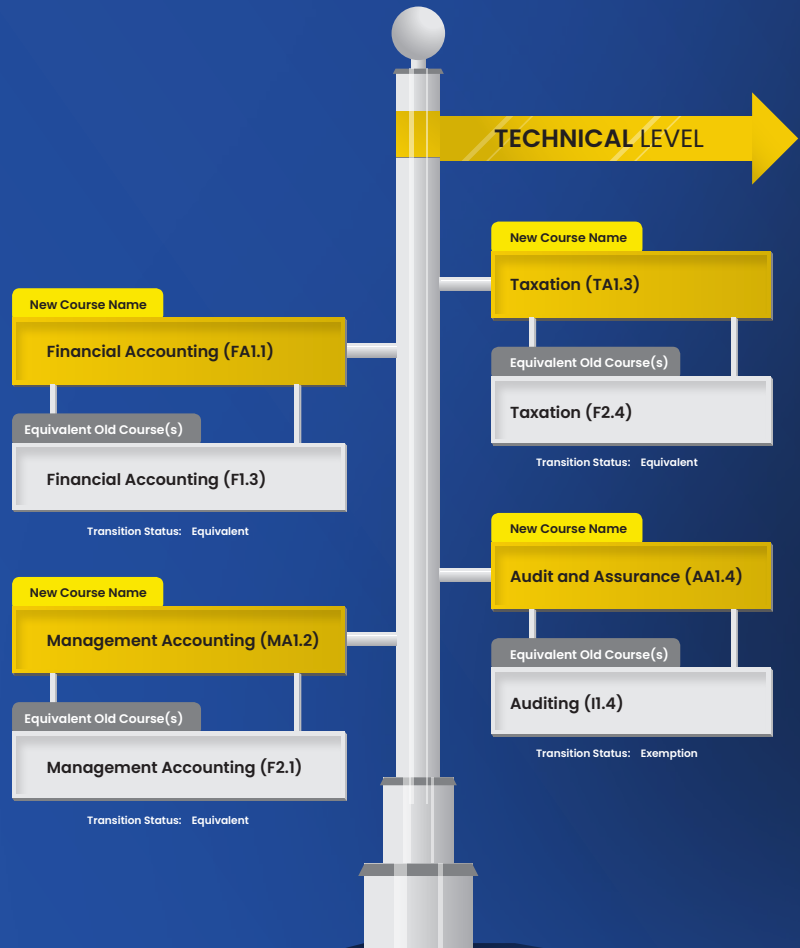 TECHNICAL LEVEL
New Course Name
Financial Accounting (FA1.1)
Equivalent Old Course(s)
Financial Accounting (F1.3)
Transition Status: Equivalent
New Course Name
Management Accounting (MA1.2)
Equivalent Old Course(s)
Management Accounting (F2.1)
Transition Status: Equivalent
New Course Name
Taxation (TA1.3)
Equivalent Old Course(s)
Taxation (F2.4)
Transition Status: Equivalent
New Course Name
Audit and Assurance (AA1.4)
Equivalent Old Course(s)
Auditing (I1.4)
Transition Status: Exemption